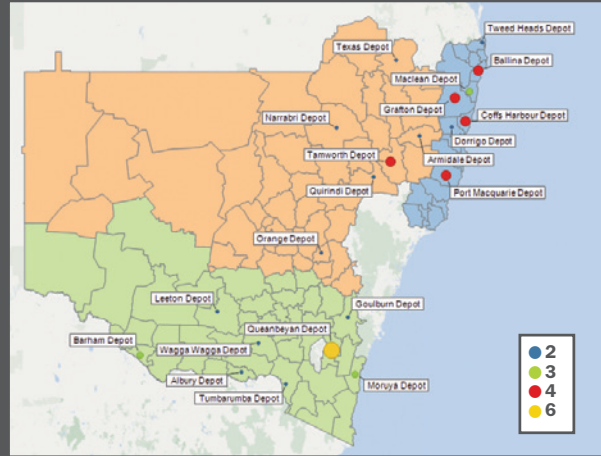 Tweed Heads Depot
Texas Depot
Ballina Depot
Maclean Depot
Grafton Depot
Narrabri Depot
Coffs Harbour Depot
Dorrigo Depot
Tamworth Depot
Armidale Depot
Quirindi Depot
Port Macquarie Depot
Orange Depot
Leeton Depot
Goulburn Depot
Queanbeyan Depot
Barham Depot
Wagga Wagga Depot
Albury Depot
Moruya Depot
Tumbarumba Depot
2
3
4
6